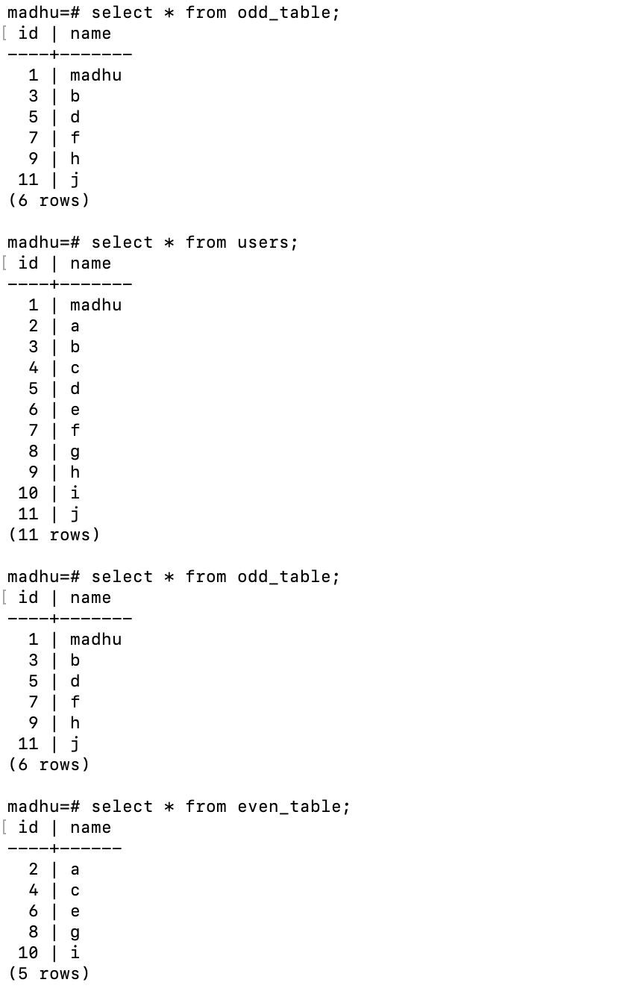 madhu=# select * from odd_table;
[ id | name
----+-------
  1 | madhu
  3 | b
  5 | d
  7 | f
  9 | h
 11 | j
(6 rows)

madhu=# select * from users;
[ id | name
----+-------
  1 | madhu
  2 | a
  3 | b
  4 | c
  5 | d
  6 | e
  7 | f
  8 | g
  9 | h
 10 | i
 11 | j
(11 rows)

madhu=# select * from odd_table;
[ id | name
----+-------
  1 | madhu
  3 | b
  5 | d
  7 | f
  9 | h
 11 | j
(6 rows)

madhu=# select * from even_table;
[ id | name
----+------
  2 | a
  4 | c
  6 | e
  8 | g
 10 | i
(5 rows)